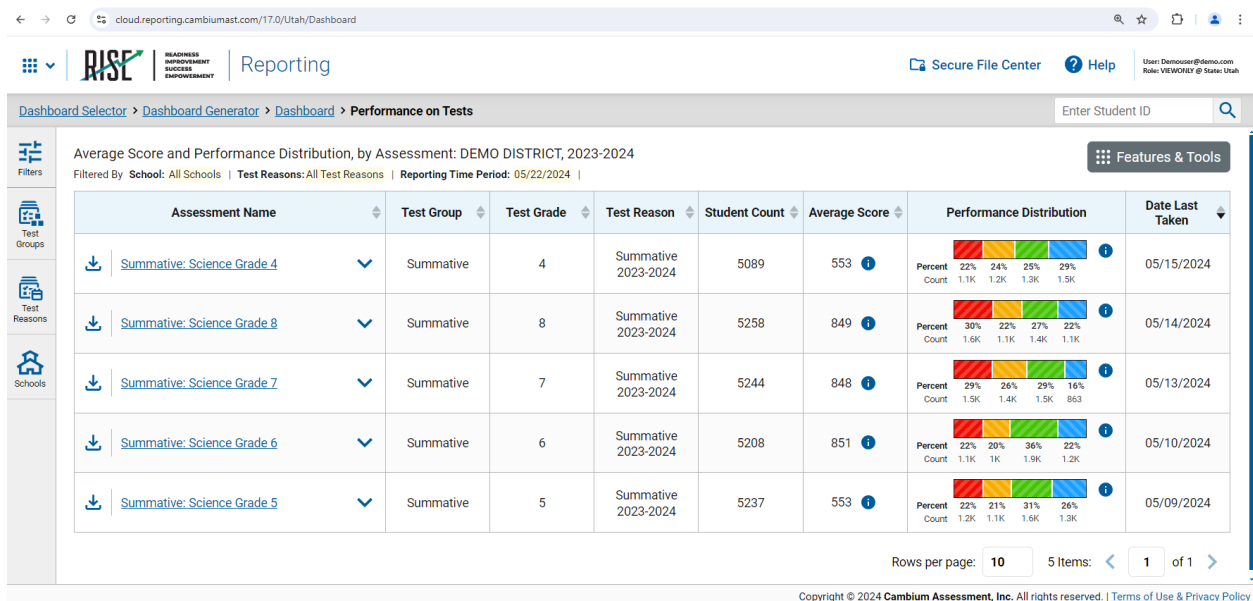 cloud.reporting.cambiumast.com/17.0/Utah/Dashboard
RISE
READINESS
IMPROVEMENT
SUCCESS
EMPOWERMENT
Reporting
Secure File Center
Help
User: Demouser@demo.com
Role: VIEWONLY @ State: Utah
Dashboard Selector > Dashboard Generator > Dashboard > Performance on Tests
Enter Student ID
Filters
Test
Groups
Test
Reasons
Schools
Average Score and Performance Distribution, by Assessment: DEMO DISTRICT, 2023-2024
Filtered By School: All Schools | Test Reasons: All Test Reasons | Reporting Time Period: 05/22/2024 |
Features & Tools
Assessment Name Test Group Test Grade Test Reason Student Count Average Score Performance Distribution Date Last
Taken
Summative: Science Grade 4 Summative 4 Summative
2023-2024 5089 553 05/15/2024
Percent 22% 24% 25% 29%
Count 1.1K 1.2K 1.3K 1.5K
Summative: Science Grade 8 Summative 8 Summative
2023-2024 5258 849 05/14/2024
Percent 30% 22% 27% 22%
Count 1.6K 1.1K 1.4K 1.1K
Summative: Science Grade 7 Summative 7 Summative
2023-2024 5244 848 05/13/2024
Percent 29% 26% 29% 16%
Count 1.5K 1.4K 1.5K 863
Summative: Science Grade 6 Summative 6 Summative
2023-2024 5208 851 05/10/2024
Percent 22% 20% 36% 22%
Count 1.1K 1K 1.9K 1.2K
Summative: Science Grade 5 Summative 5 Summative
2023-2024 5237 553 05/09/2024
Percent 22% 21% 31% 26%
Count 1.2K 1.1K 1.6K 1.3K
Rows per page: 10 5 Items: 1 of 1
Copyright © 2024 Cambium Assessment, Inc. All rights reserved. | Terms of Use & Privacy Policy